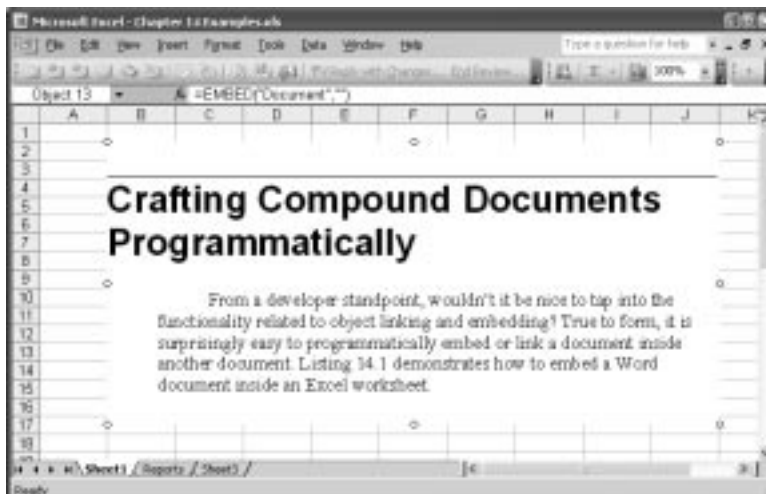 Microsoft Excel - Chapter 14 Examples.xls
File Edit View Insert Format Tools Data Window Help Type a question for help
Reply with Changes... End Review... 100%
Object 13 =EMBED("Document","")
A B C D E F G H I J K
1
2
3
4
5
6
7
8
9
10
11
12
13
14
15
16
17
18
Crafting Compound Documents
Programmatically
From a developer standpoint, wouldn't it be nice to tap into the
functionality related to object linking and embedding? True to form, it is
surprisingly easy to programmatically embed or link a document inside
another document. Listing 14.1 demonstrates how to embed a Word
document inside an Excel worksheet.
Sheet1 / Reports / Sheet3 /
Ready